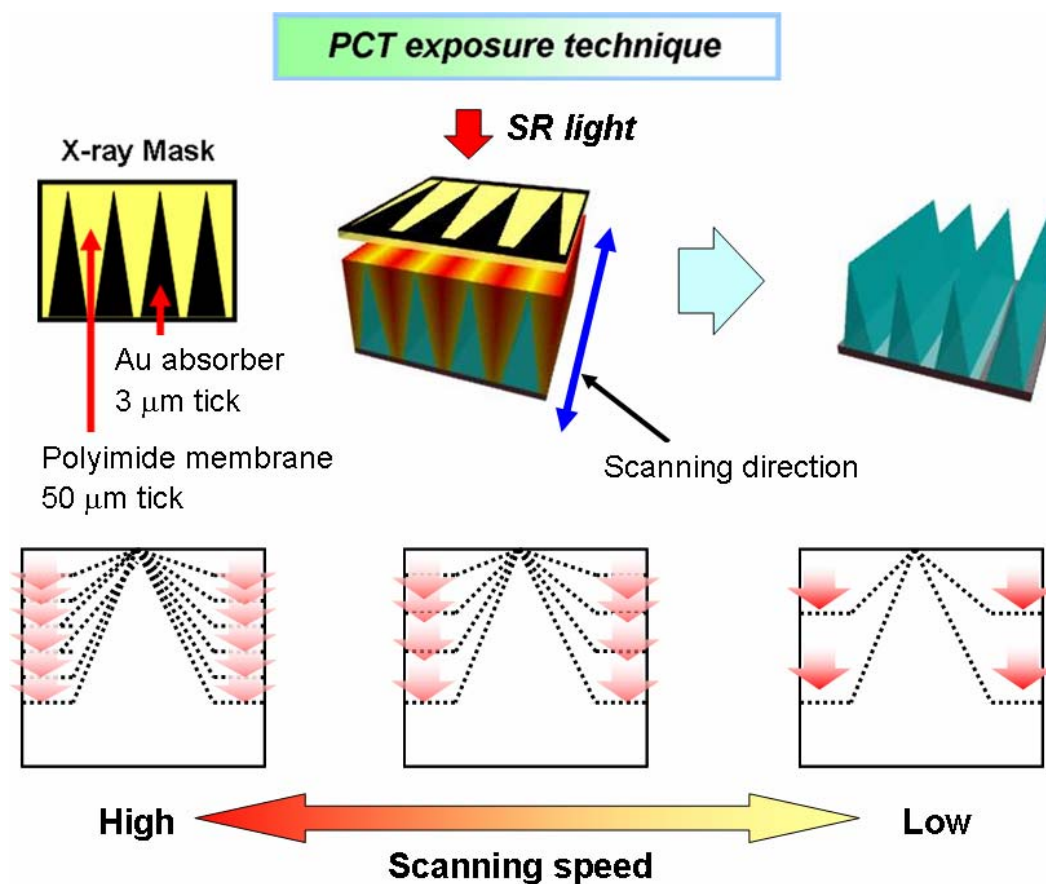 PCT exposure technique
SR light
X-ray Mask
Au absorber
3 μm tick
Polyimide membrane
50 μm tick
Scanning direction
High
Low
Scanning speed